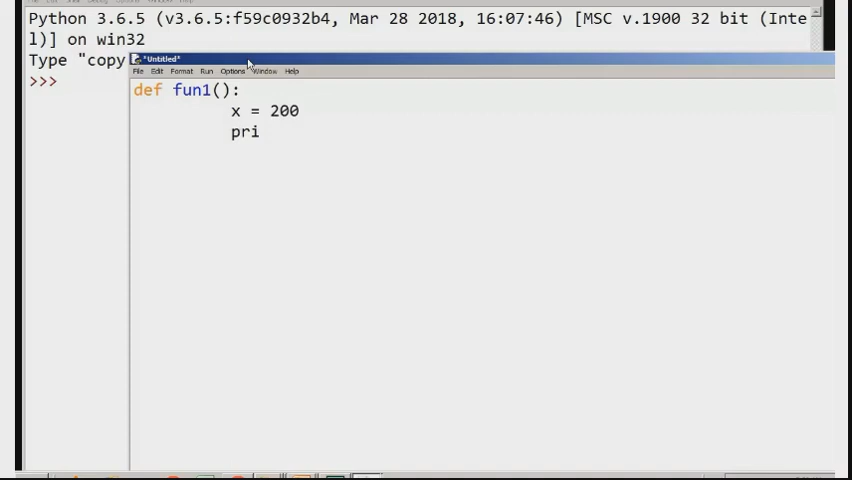 Python 3.6.5 (v3.6.5:f59c0932b4, Mar 28 2018, 16:07:46) [MSC v.1900 32 bit (Inte
l)] on win32
Type "copy
>>>
*Untitled*
File Edit Format Run Options Window Help
def fun1():
x = 200
pri